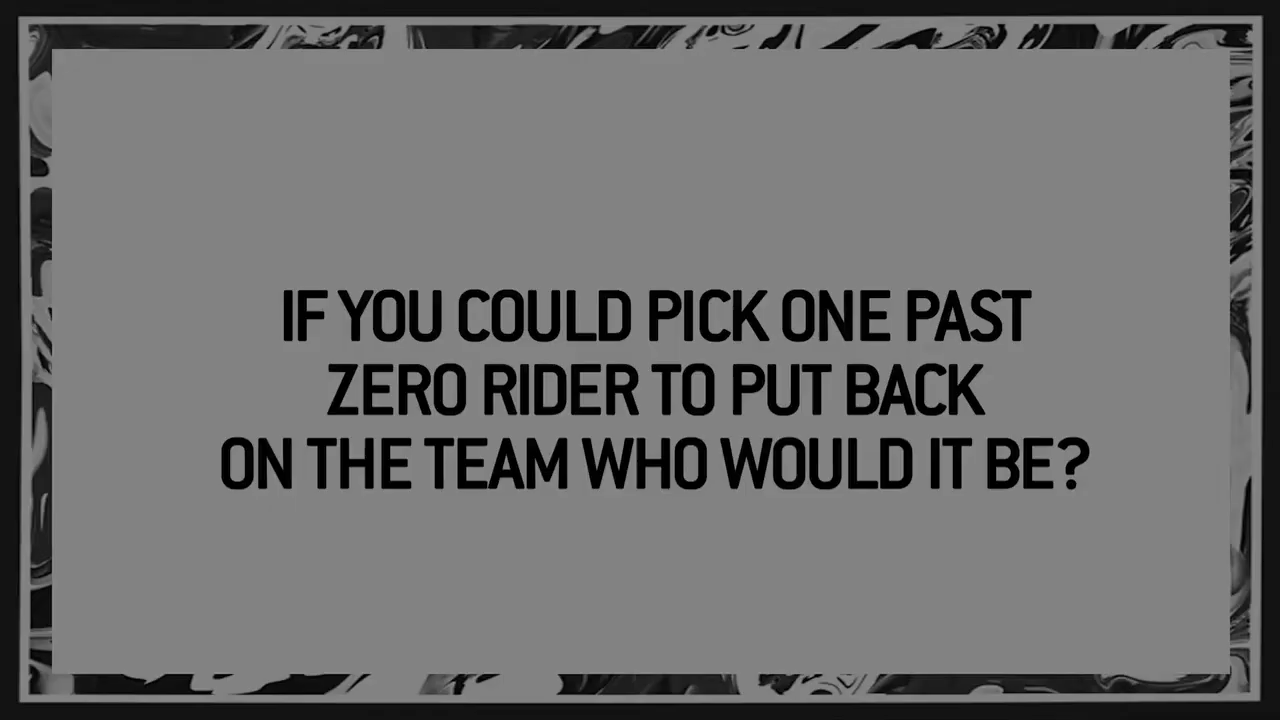 IF YOU COULD PICK ONE PAST
ZERO RIDER TO PUT BACK
ON THE TEAM WHO WOULD IT BE?